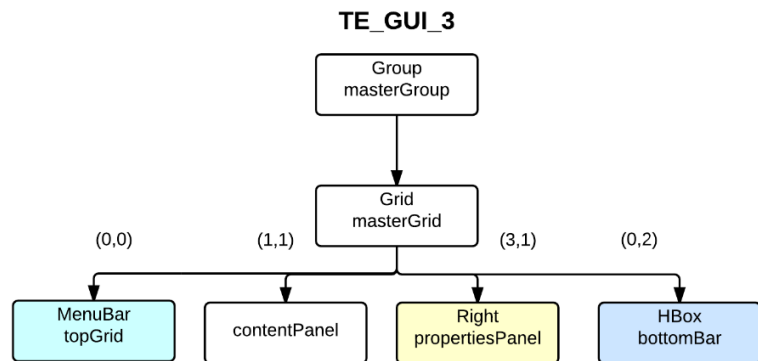 TE_GUI_3
Group
masterGroup
Grid
masterGrid
(0,0)
(1,1)
(3,1)
(0,2)
MenuBar
topGrid
contentPanel
Right
propertiesPanel
HBox
bottomBar